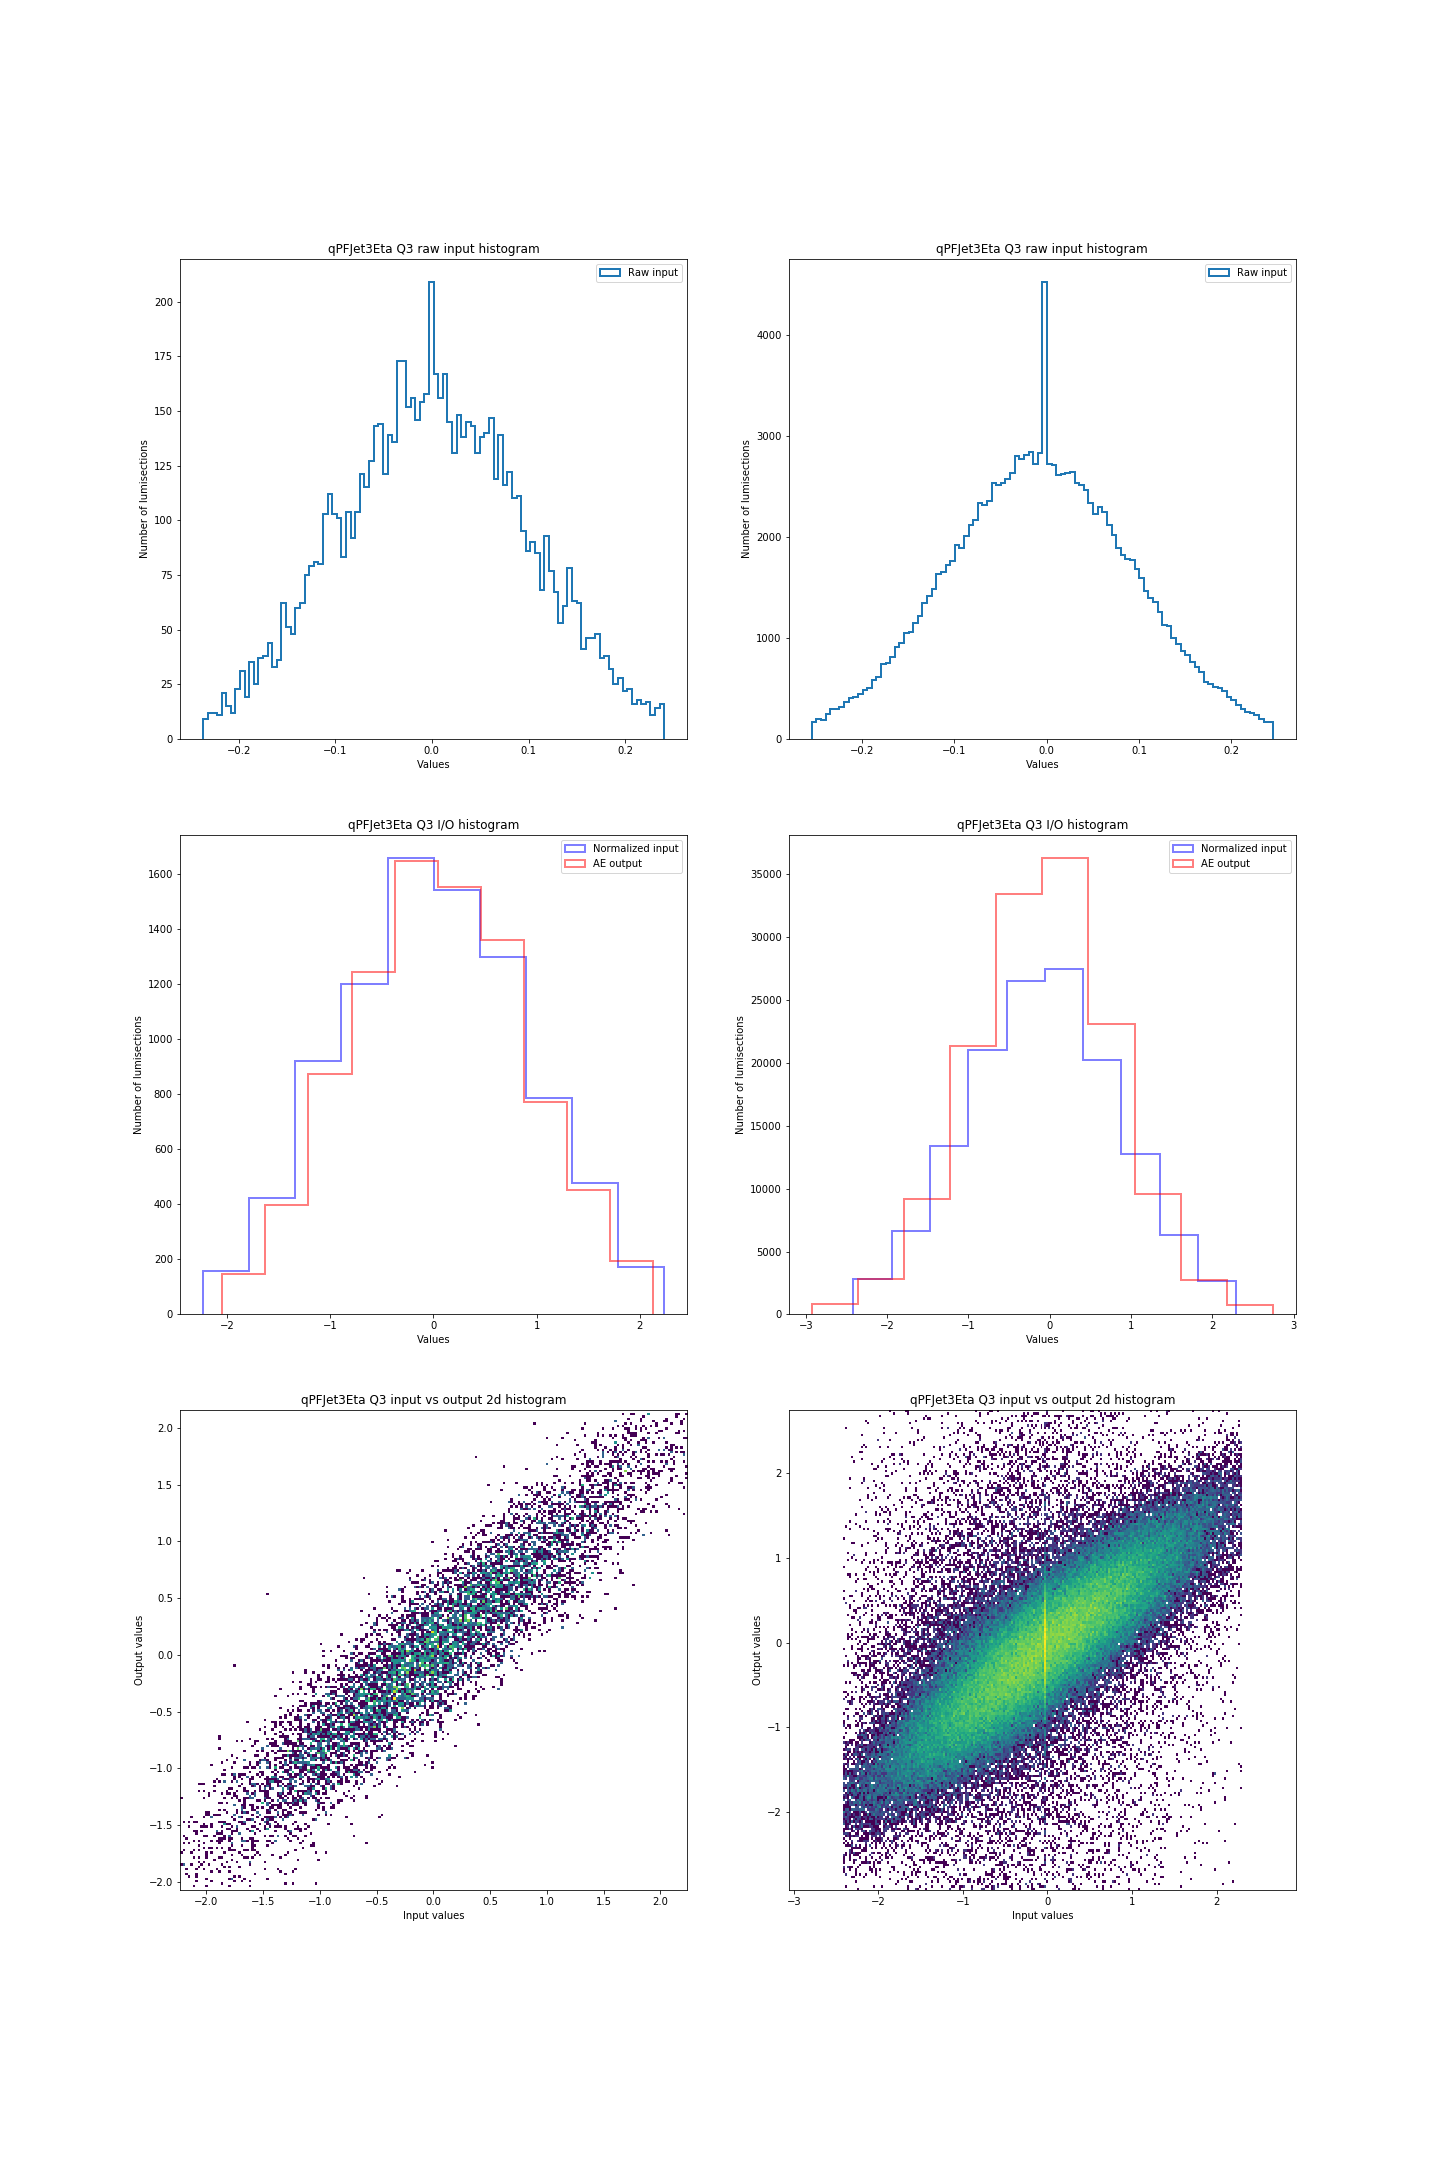 qPFJet3Eta Q3 raw input histogram
Raw input
200
175
150
125
100
75
50
25
0
Number of lumisections
−0.2 −0.1 0.0 0.1 0.2
Values
qPFJet3Eta Q3 raw input histogram
Raw input
4000
3000
2000
1000
0
Number of lumisections
−0.2 −0.1 0.0 0.1 0.2
Values
qPFJet3Eta Q3 I/O histogram
Normalized input
AE output
1600
1400
1200
1000
800
600
400
200
0
Number of lumisections
−2 −1 0 1 2
Values
qPFJet3Eta Q3 I/O histogram
Normalized input
AE output
35000
30000
25000
20000
15000
10000
5000
0
Number of lumisections
−3 −2 −1 0 1 2 3
Values
qPFJet3Eta Q3 input vs output 2d histogram
2.0
1.5
1.0
0.5
0.0
−0.5
−1.0
−1.5
−2.0
Output values
−2.0 −1.5 −1.0 −0.5 0.0 0.5 1.0 1.5 2.0
Input values
qPFJet3Eta Q3 input vs output 2d histogram
2
1
0
−1
−2
Output values
−3 −2 −1 0 1 2
Input values